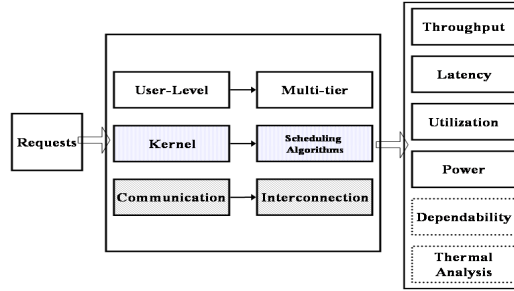 Requests
User-Level
Multi-tier
Kernel
Scheduling
Algorithms
Communication
Interconnection
Throughput
Latency
Utilization
Power
Dependability
Thermal
Analysis